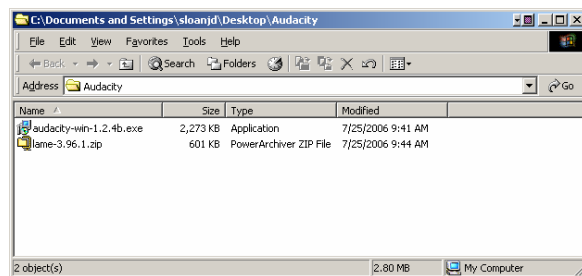 C:\Documents and Settings\sloanjd\Desktop\Audacity
File Edit View Favorites Tools Help
Back Search Folders
Address Audacity Go
Name Size Type Modified
audacity-win-1.2.4b.exe 2,273 KB Application 7/25/2006 9:41 AM
lame-3.96.1.zip 601 KB PowerArchiver ZIP File 7/25/2006 9:44 AM
2 object(s) 2.80 MB My Computer